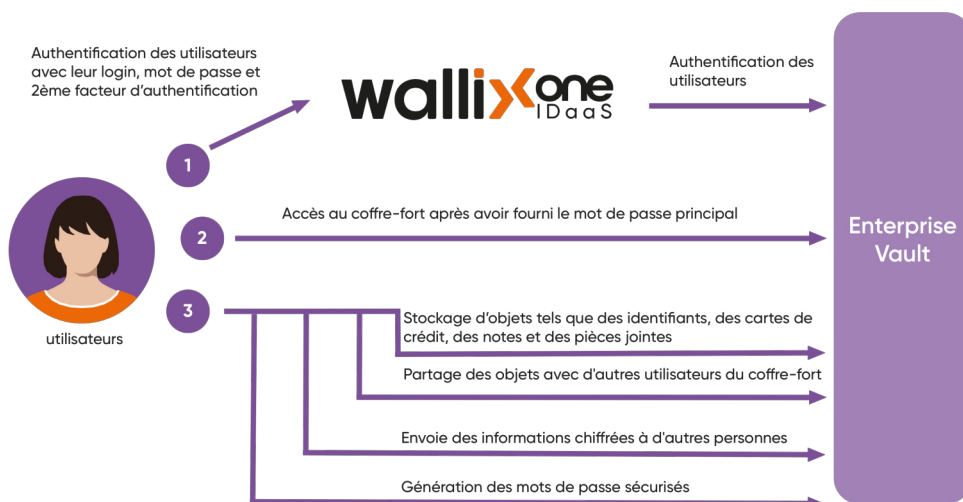 Authentification des utilisateurs
avec leur login, mot de passe et
2ème facteur d'authentification
wallix one
IDaaS
Authentification des
utilisateurs
1
Accès au coffre-fort après avoir fourni le mot de passe principal
2
Enterprise
Vault
3
utilisateurs
Stockage d'objets tels que des identifiants, des cartes de
crédit, des notes et des pièces jointes
Partage des objets avec d'autres utilisateurs du coffre-fort
Envoie des informations chiffrées à d'autres personnes
Génération des mots de passe sécurisés